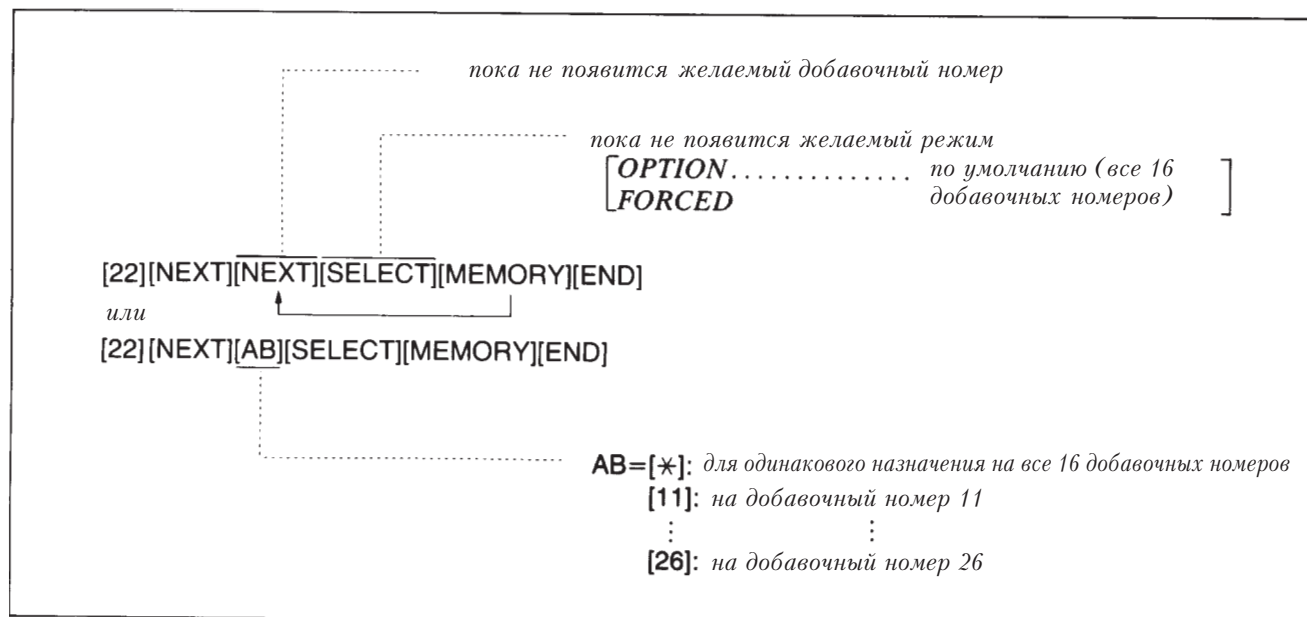 пока не появится желаемый добавочный номер
пока не появится желаемый режим
OPTION.............. по умолчанию (все 16
FORCED добавочных номеров)
[22][NEXT][NEXT][SELECT][MEMORY][END]
или
[22][NEXT][AB][SELECT][MEMORY][END]
AB=[*]: для одинакового назначения на все 16 добавочных номеров
[11]: на добавочный номер 11
[26]: на добавочный номер 26